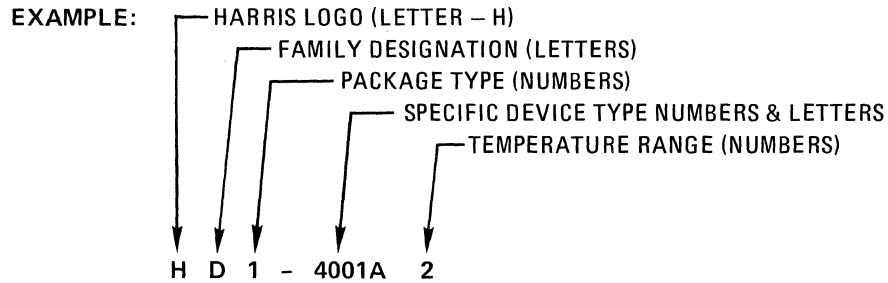 EXAMPLE: HARRIS LOGO (LETTER – H)
FAMILY DESIGNATION (LETTERS)
PACKAGE TYPE (NUMBERS)
SPECIFIC DEVICE TYPE NUMBERS & LETTERS
TEMPERATURE RANGE (NUMBERS)
H D 1 – 4001A 2